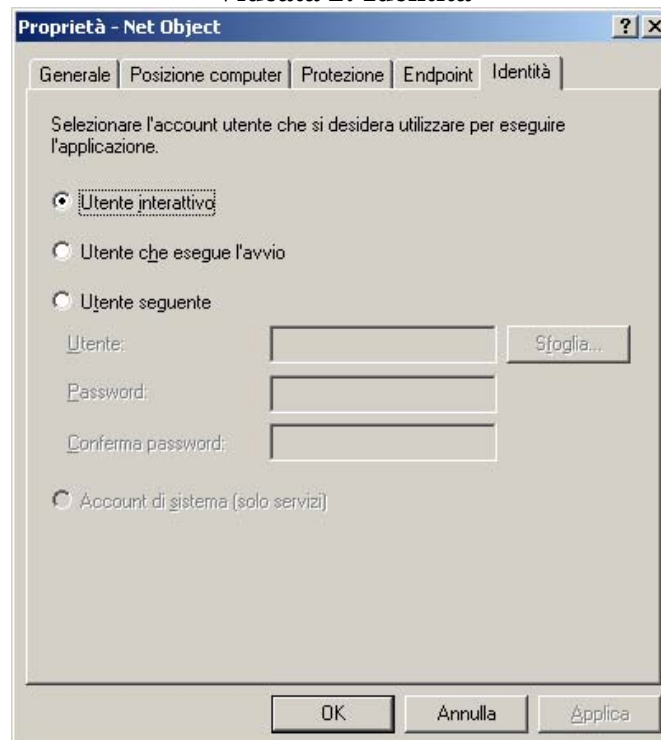 Proprietà - Net Object
Generale Posizione computer Protezione Endpoint Identità
Selezionare l'account utente che si desidera utilizzare per eseguire
l'applicazione.
Utente interattivo
Utente che esegue l'avvio
Utente seguente
Utente: Sfoglia...
Password:
Conferma password:
Account di sistema (solo servizi)
OK Annulla Applica